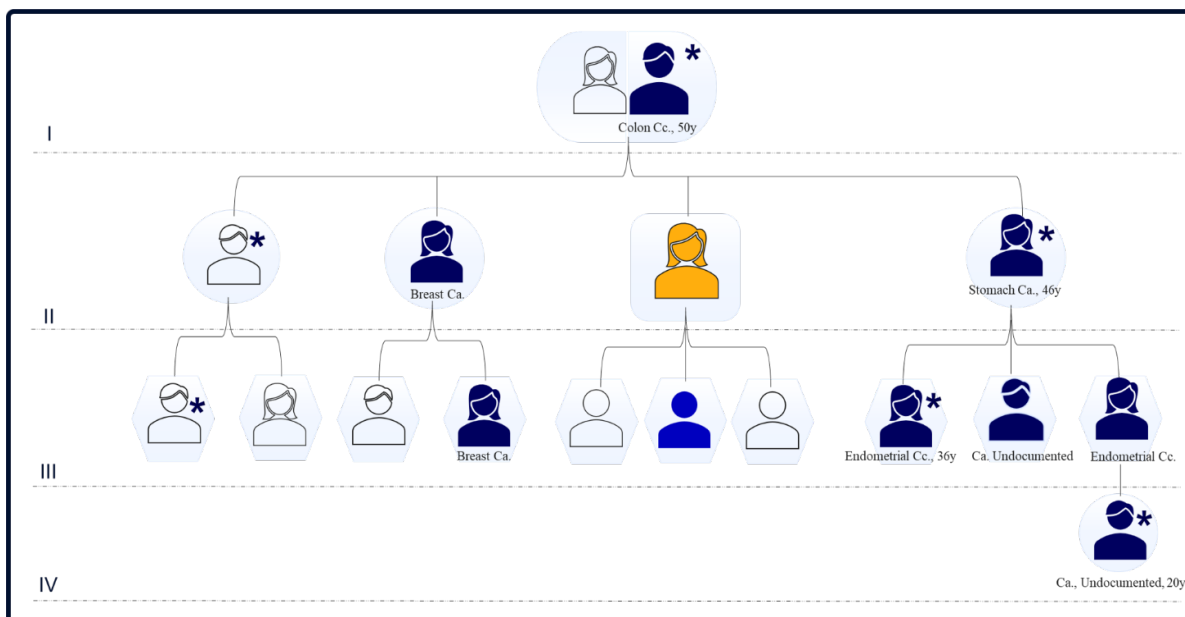 *
Colon Cc., 50y
I
*
*
Breast Ca.
Stomach Ca., 46y
II
*
*
Breast Ca.
Endometrial Cc., 36y
Ca. Undocumented
Endometrial Cc.
III
*
Ca., Undocumented, 20y
IV